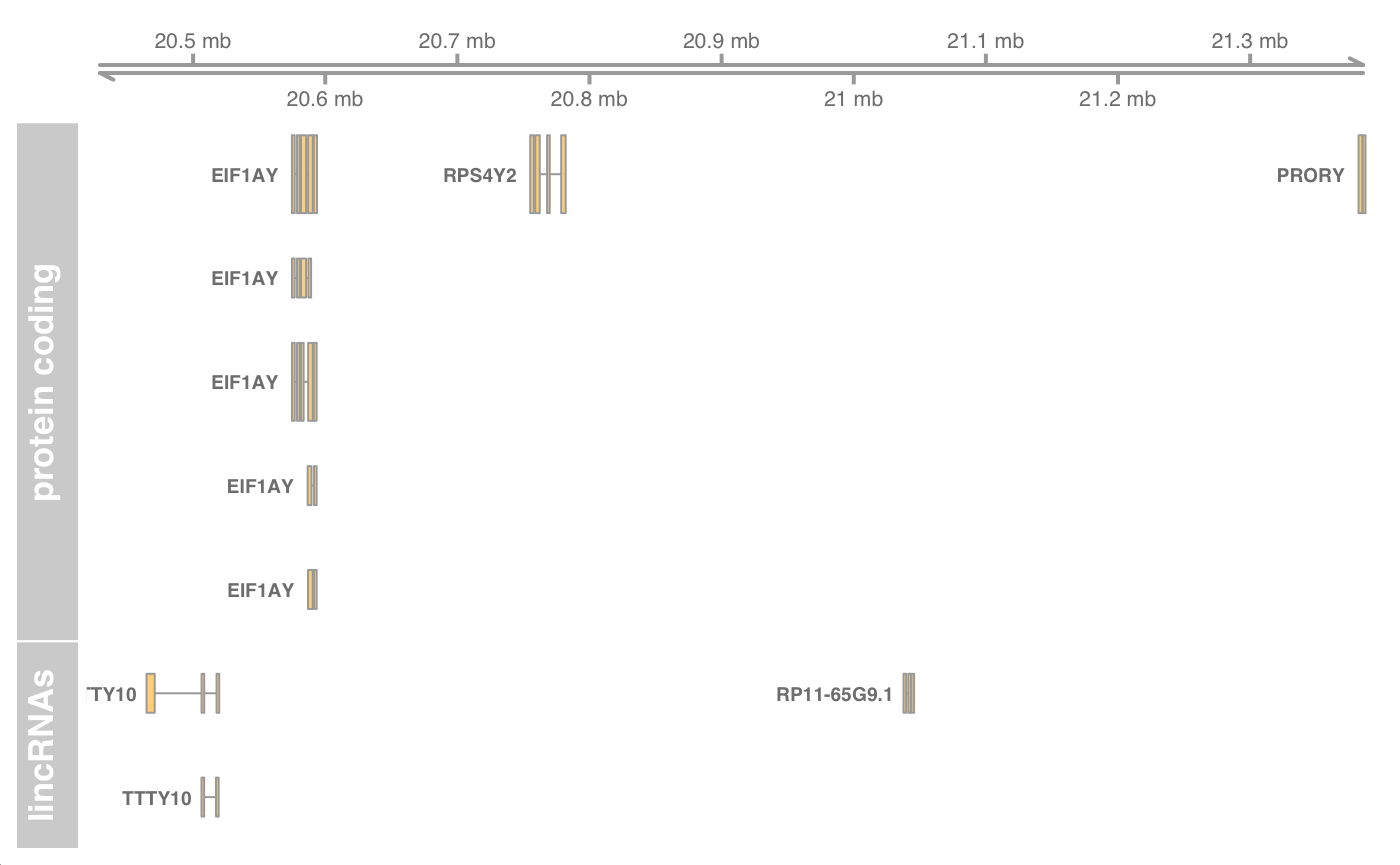 20.5 mb 20.7 mb 20.9 mb 21.1 mb 21.3 mb
20.6 mb 20.8 mb 21 mb 21.2 mb
protein coding
EIF1AY RPS4Y2 PRORY
EIF1AY
EIF1AY
EIF1AY
EIF1AY
lincRNAs
TTY10 RP11-65G9.1
TTTY10